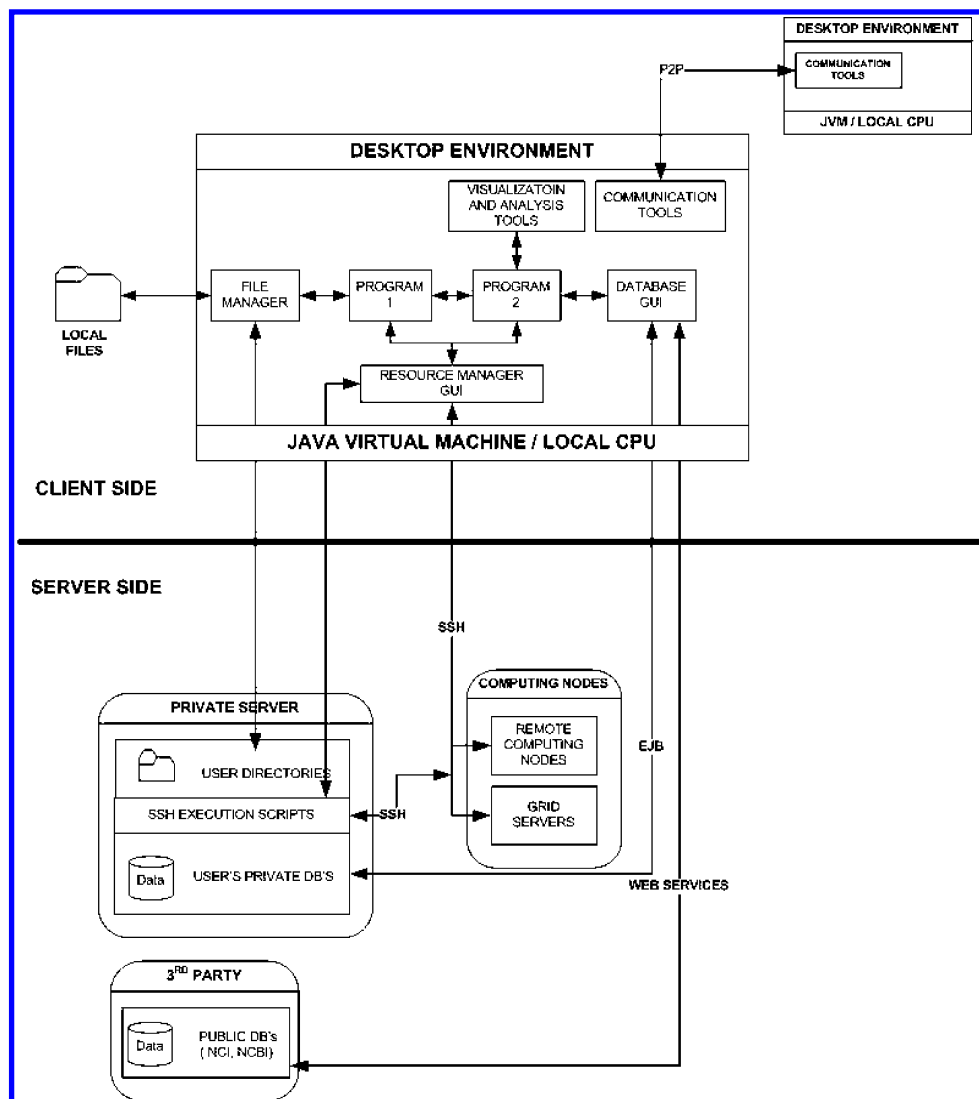 DESKTOP ENVIRONMENT
COMMUNICATION
TOOLS
JVM / LOCAL CPU
P2P
DESKTOP ENVIRONMENT
VISUALIZATOIN
AND ANALYSIS
TOOLS
COMMUNICATION
TOOLS
LOCAL
FILES
FILE
MANAGER
PROGRAM
1
PROGRAM
2
DATABASE
GUI
RESOURCE MANAGER
GUI
JAVA VIRTUAL MACHINE / LOCAL CPU
CLIENT SIDE
SERVER SIDE
SSH
PRIVATE SERVER
USER DIRECTORIES
SSH EXECUTION SCRIPTS
Data
USER'S PRIVATE DB'S
SSH
COMPUTING NODES
REMOTE
COMPUTING
NODES
GRID
SERVERS
EJB
WEB SERVICES
3RD PARTY
Data
PUBLIC DB's
( NCI, NCBI)